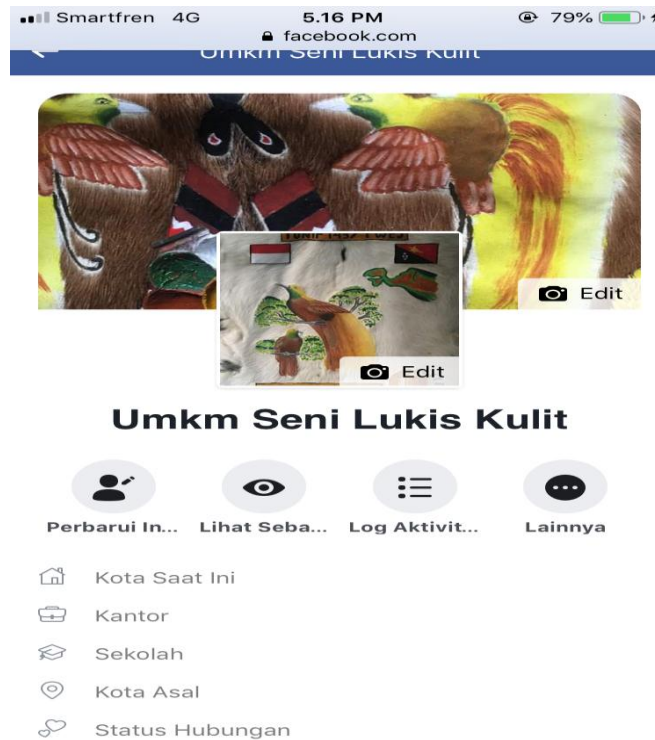 Smartfren 4G 5.16 PM 79%
facebook.com
Umkm Seni Lukis Kulit
Edit
Edit
Umkm Seni Lukis Kulit
Perbarui In... Lihat Seba... Log Aktivit... Lainnya
Kota Saat Ini
Kantor
Sekolah
Kota Asal
Status Hubungan